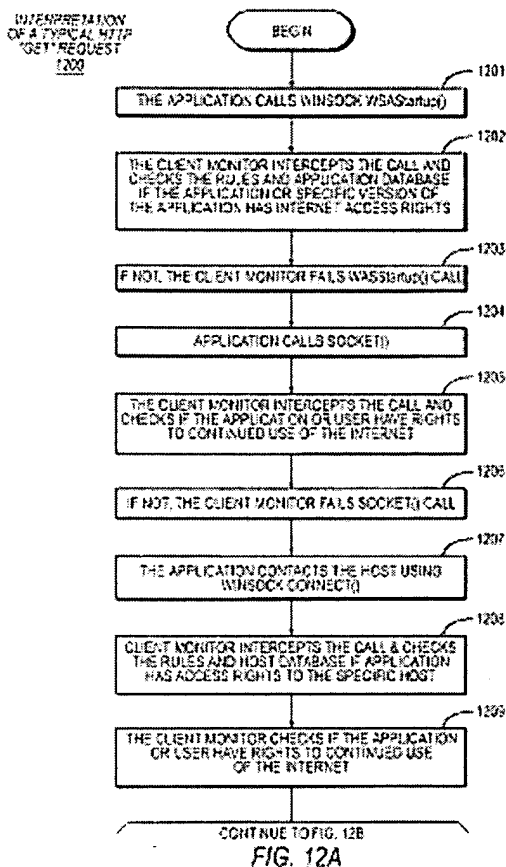 INTERPRETATION
OF A TYPICAL HTTP
"GET" REQUEST
1200
BEGIN
1201
THE APPLICATION CALLS WINSOCK WSAStartup()
1202
THE CLIENT MONITOR INTERCEPTS THE CALL AND
CHECKS THE RULES AND APPLICATION DATABASE
IF THE APPLICATION OR SPECIFIC VERSION OF
THE APPLICATION HAS INTERNET ACCESS RIGHTS
1203
IF NOT, THE CLIENT MONITOR FAILS WASStartup() CALL
1204
APPLICATION CALLS SOCKET()
1205
THE CLIENT MONITOR INTERCEPTS THE CALL AND
CHECKS IF THE APPLICATION OR USER HAVE RIGHTS
TO CONTINUED USE OF THE INTERNET
1206
IF NOT, THE CLIENT MONITOR FAILS SOCKET() CALL
1207
THE APPLICATION CONTACTS THE HOST USING
WINSOCK CONNECT()
1208
CLIENT MONITOR INTERCEPTS THE CALL & CHECKS
THE RULES AND HOST DATABASE IF APPLICATION
HAS ACCESS RIGHTS TO THE SPECIFIC HOST
1209
THE CLIENT MONITOR CHECKS IF THE APPLICATION
OR USER HAVE RIGHTS TO CONTINUED USE
OF THE INTERNET
CONTINUE TO FIG. 12B
FIG. 12A